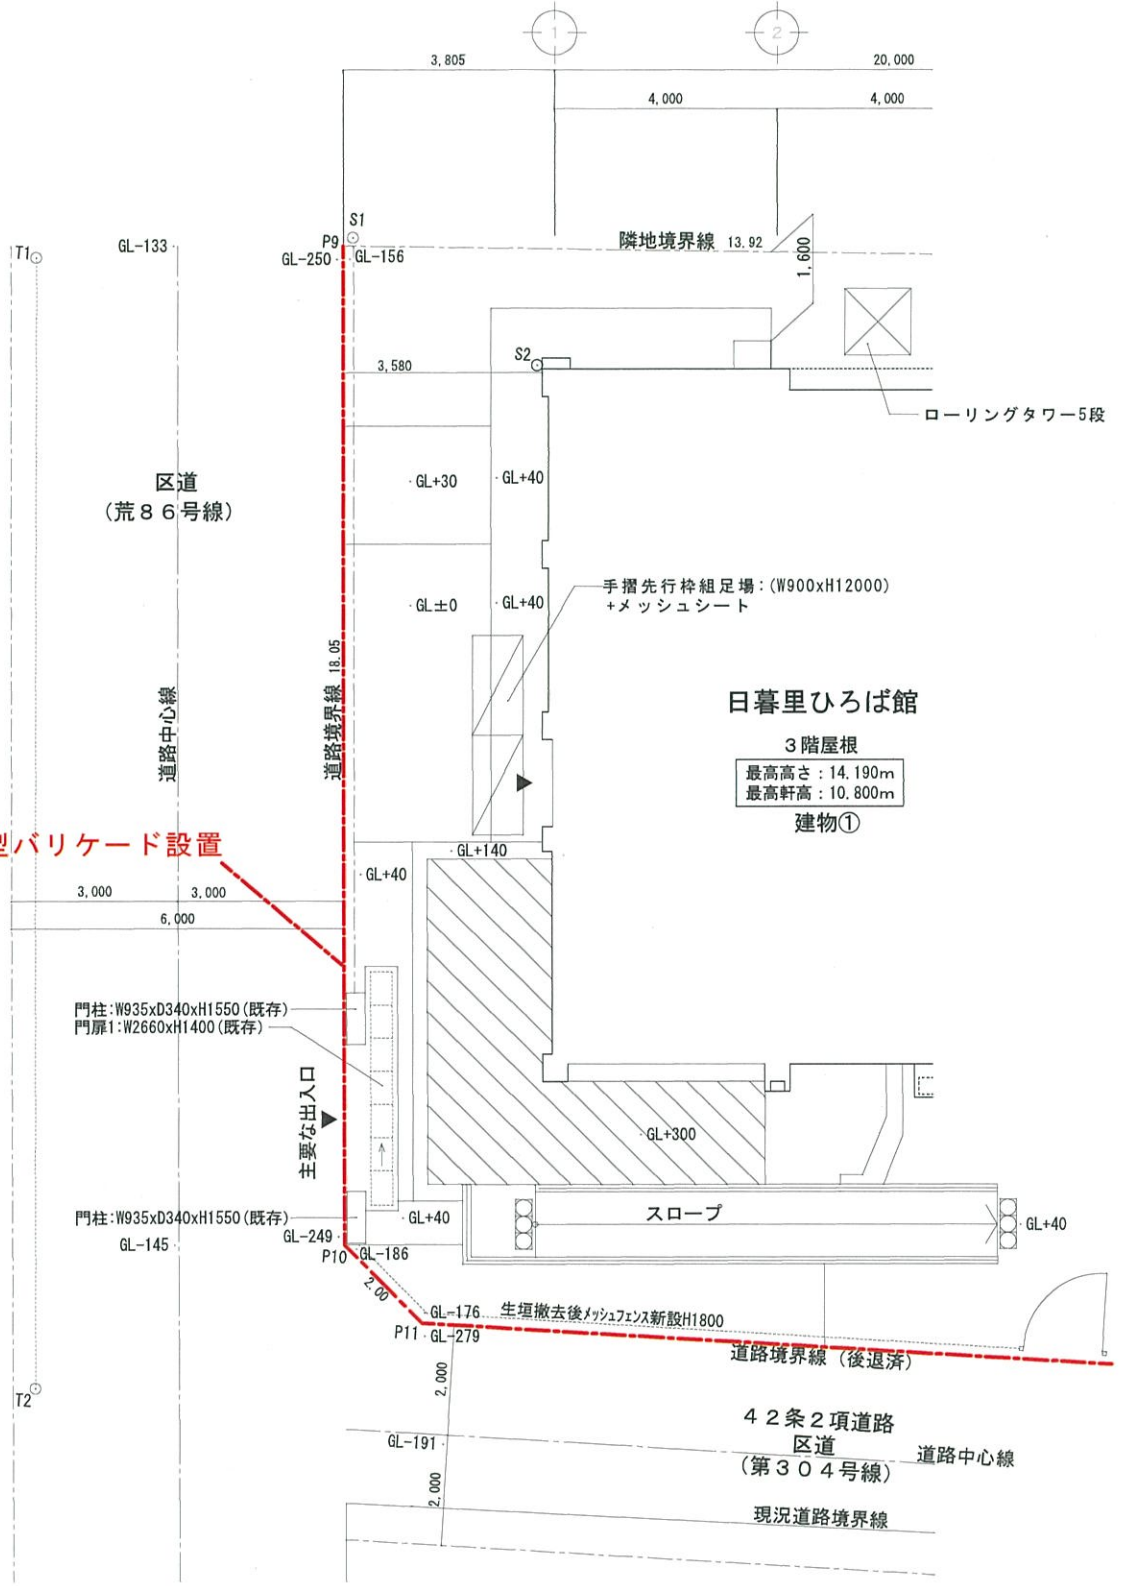 1
2
3,805
20,000
4,000
4,000
S1
T1
GL-133
P9
隣地境界線 13.92
GL-250
GL-156
1,600
S2
3,580
ローリングタワー5段
区道
(荒86号線)
GL+30
GL+40
手摺先行枠組足場:(W900xH12000)
+メッシュシート
GL±0
GL+40
道路境界線 18.05
道路中心線
日暮里ひろば館
3階屋根
最高高さ:14.190m
最高軒高:10.800m
建物①
型バリケード設置
GL+140
GL+40
3,000
3,000
6,000
門柱:W935xD340xH1550(既存)
門扉1:W2660xH1400(既存)
主要な出入口
GL+300
門柱:W935xD340xH1550(既存)
GL+40
スロープ
GL+40
GL-249
GL-145
P10
GL-186
2.00
GL-176
生垣撤去後メッシュフェンス新設H1800
P11
GL-279
道路境界線(後退済)
2,000
T2
42条2項道路
GL-191
区道
道路中心線
(第304号線)
2,000
現況道路境界線